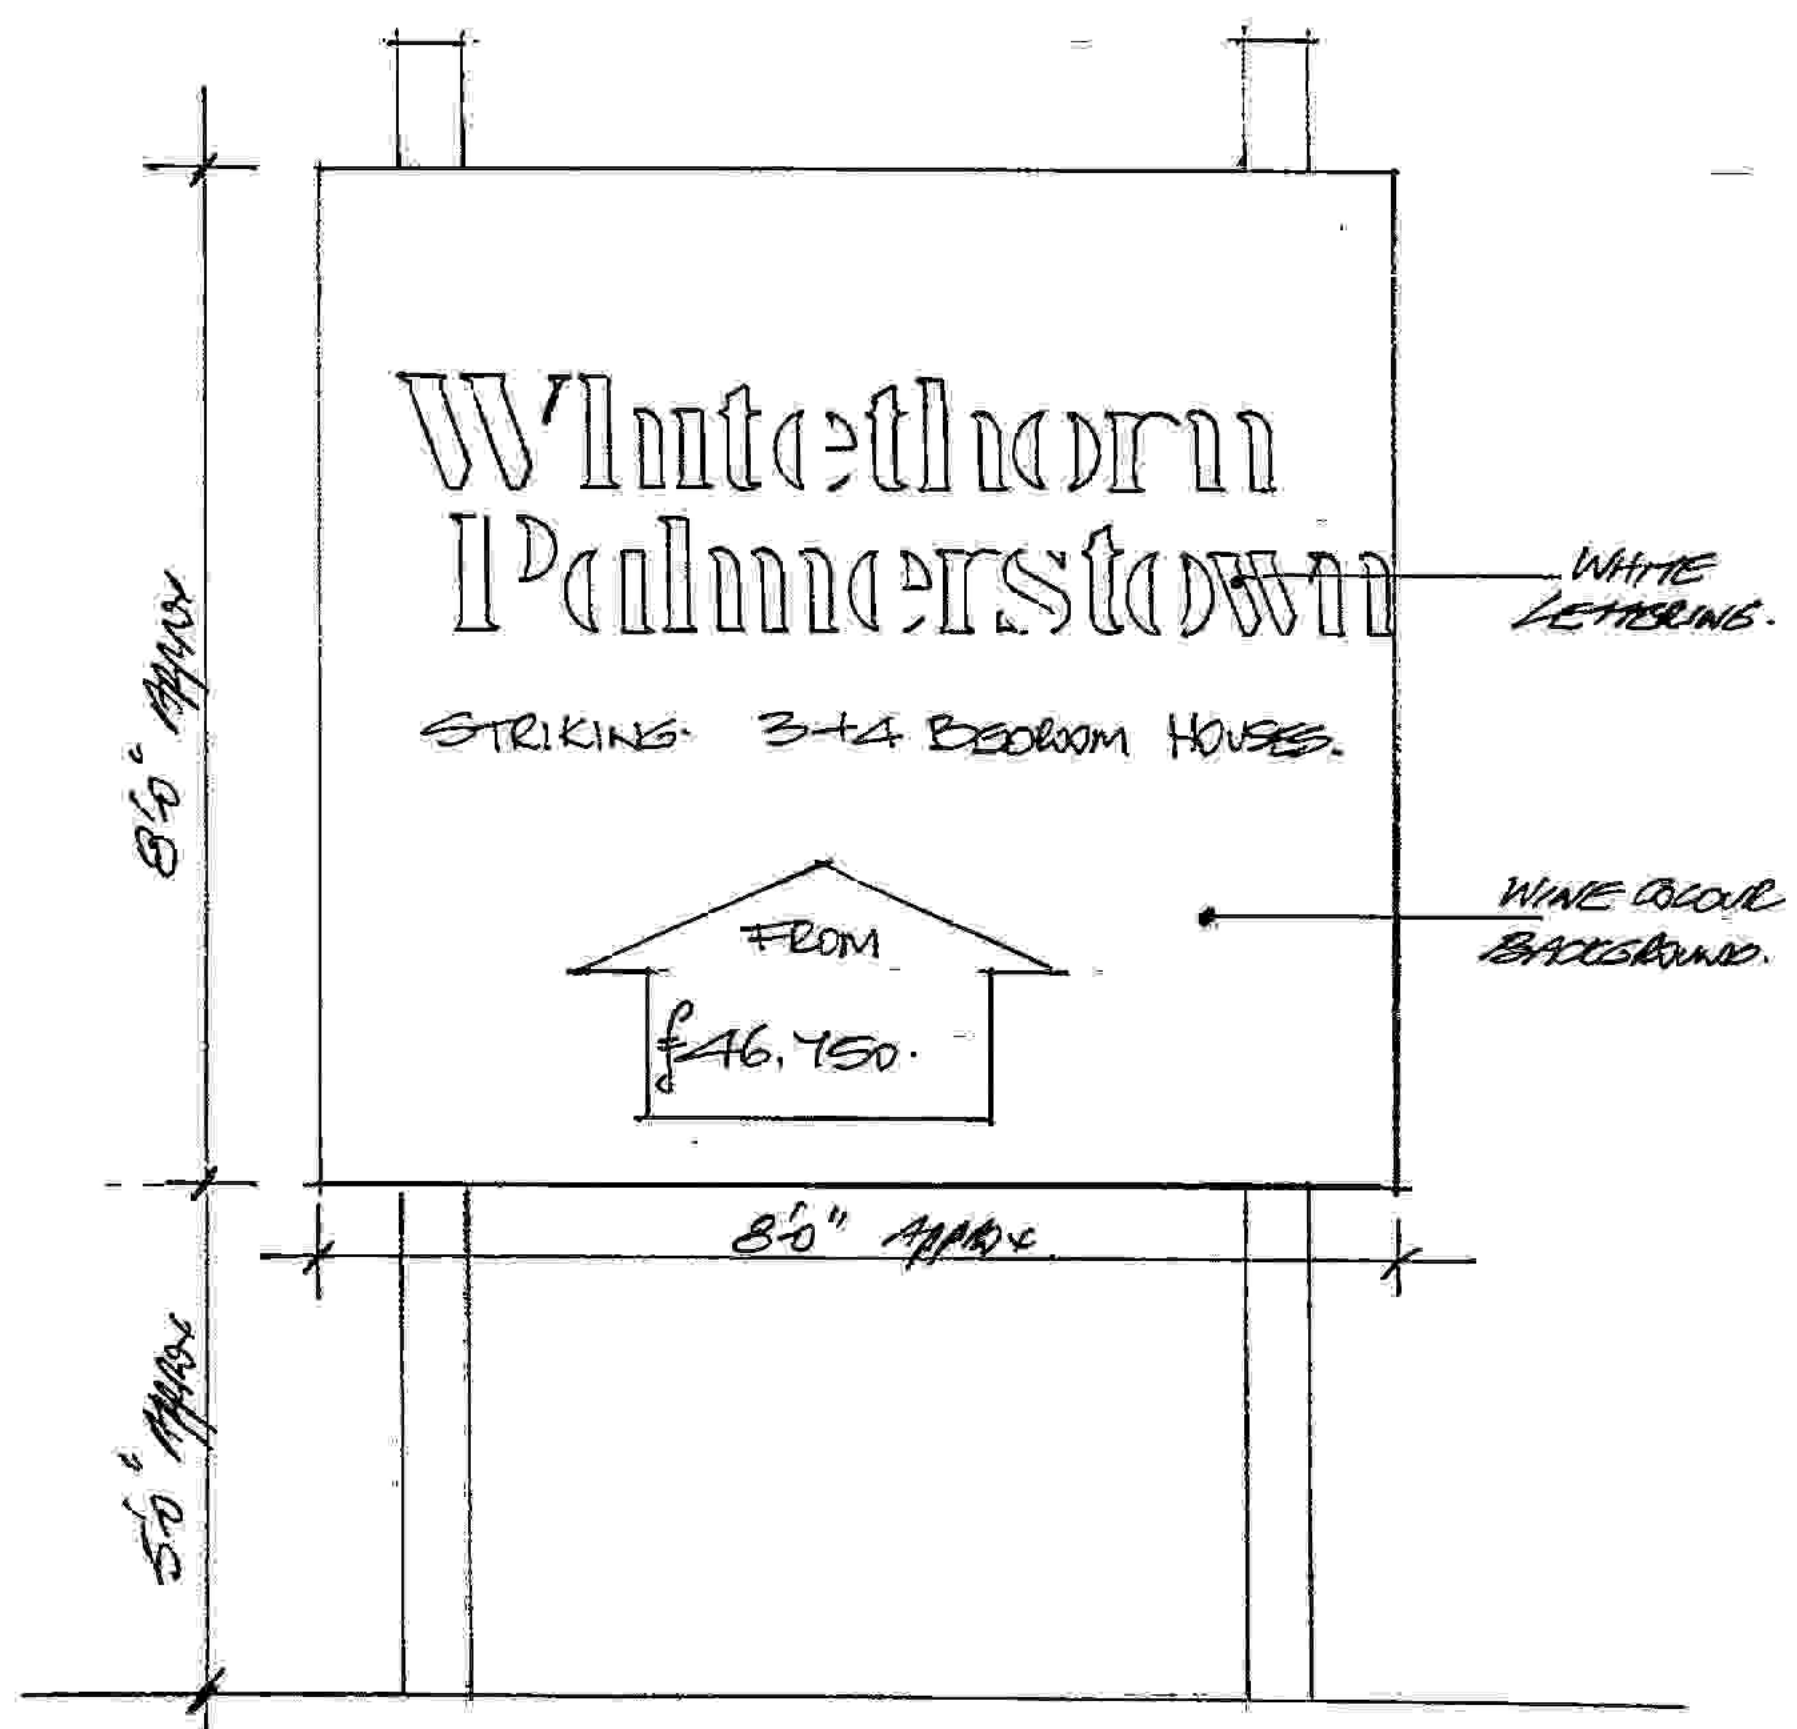 Whitethorn
Palmerstown
WHITE
LETTERING.
STRIKING. 3+4 BEDROOM HOUSES.
8'0" Approx
FROM
WINE COLOUR
BACKGROUND.
£46,750.
8'0" Approx
5'0" Approx